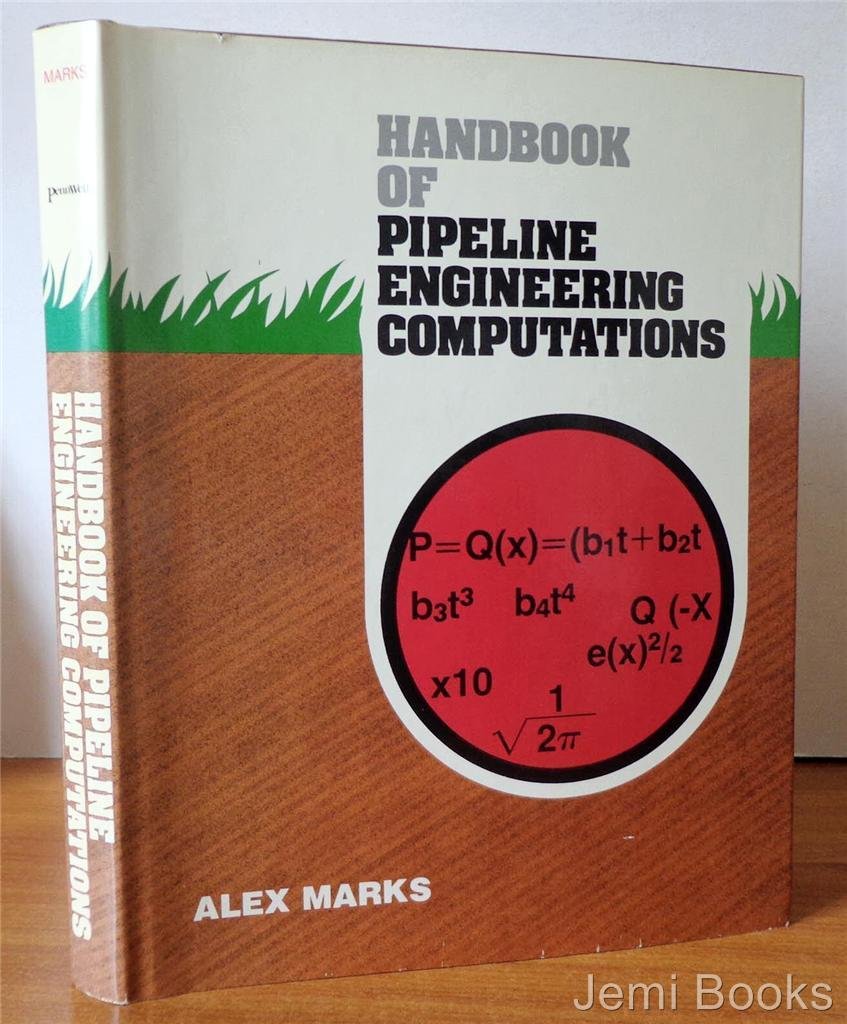 MARKS
PennWell
HANDBOOK OF PIPELINE
ENGINEERING COMPUTATIONS
HANDBOOK
OF
PIPELINE
ENGINEERING
COMPUTATIONS
P=Q(x)=(b₁t+b₂t
b₃t³ b₄t⁴ Q (-X
e(x)²/₂
x10
1
√2π
ALEX MARKS
Jemi Books